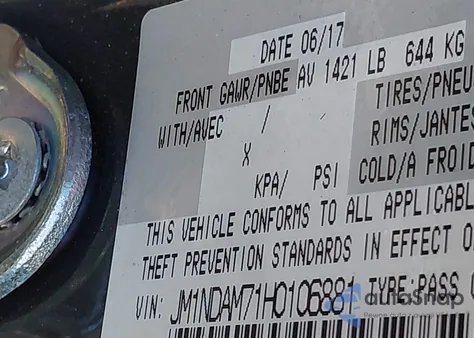 DATE 06/17
FRONT GAWR/PNBE AV 1421 LB 644 KG
WITH/AVEC / / TIRES/PNEU
X RIMS/JANTES
KPA/ PSI COLD/A FROID
THIS VEHICLE CONFORMS TO ALL APPLICABL
THEFT PREVENTION STANDARDS IN EFFECT O
VIN: JM1NDAM71H0106881 TYPE:PASS
autoSnap